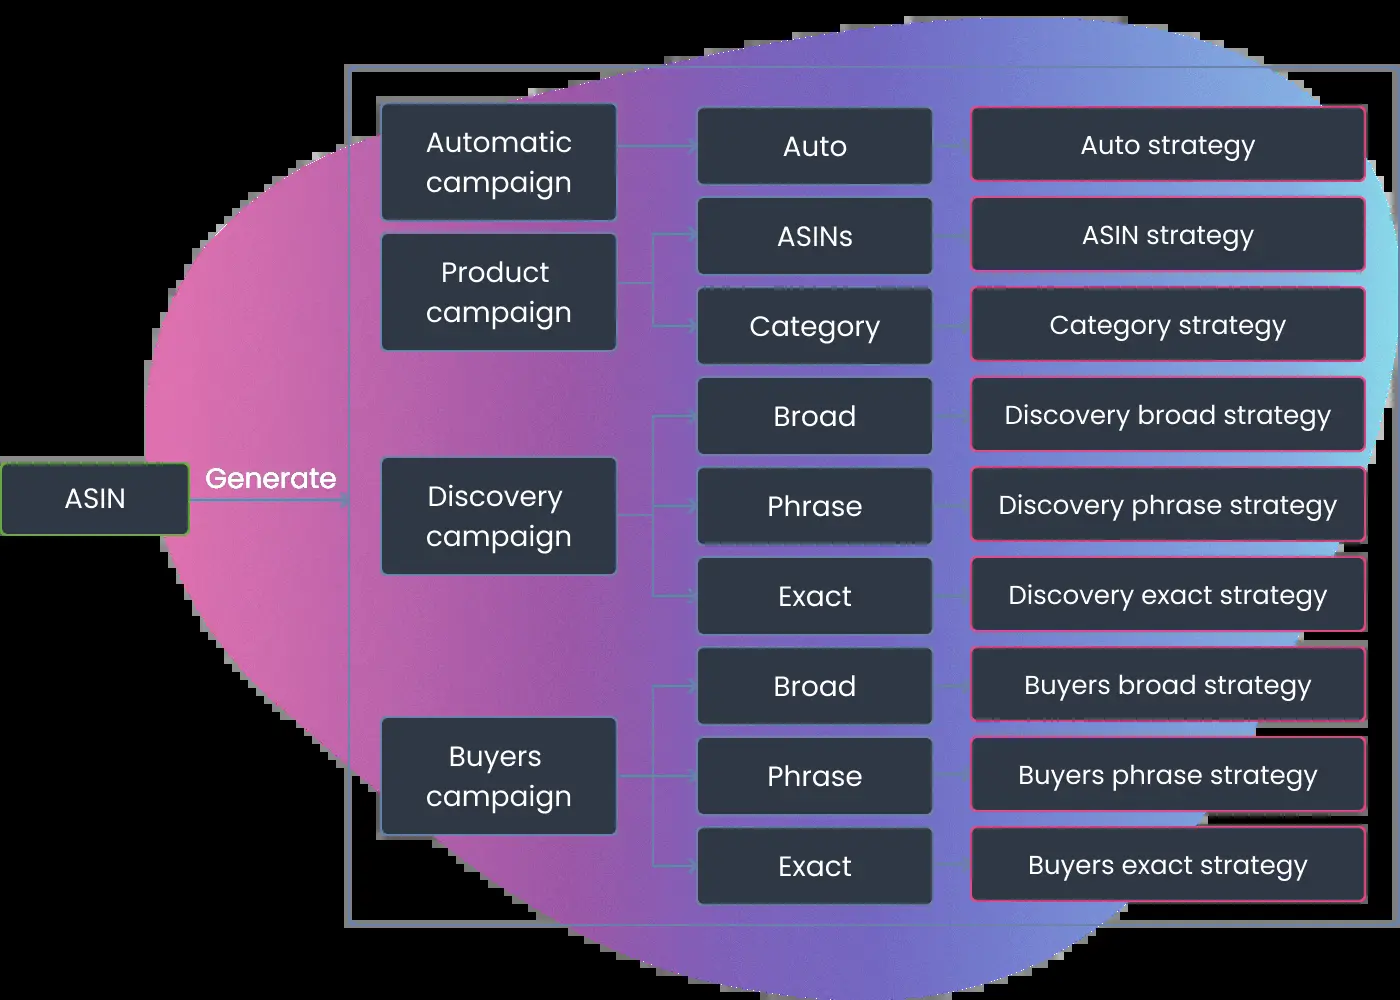 ASIN
Generate
Automatic
campaign
Auto
Auto strategy
Product
campaign
ASINs
ASIN strategy
Category
Category strategy
Discovery
campaign
Broad
Discovery broad strategy
Phrase
Discovery phrase strategy
Exact
Discovery exact strategy
Buyers
campaign
Broad
Buyers broad strategy
Phrase
Buyers phrase strategy
Exact
Buyers exact strategy